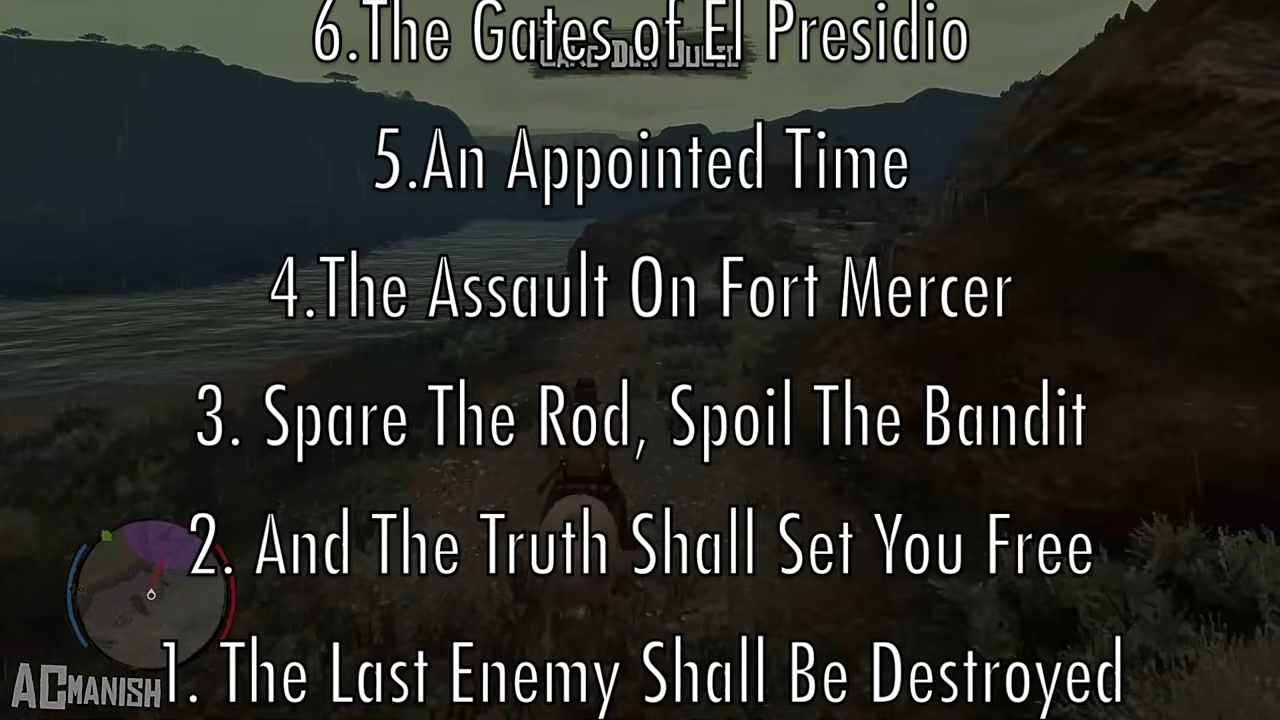 6.The Gates of El Presidio
5.An Appointed Time
4.The Assault On Fort Mercer
3. Spare The Rod, Spoil The Bandit
2. And The Truth Shall Set You Free
1. The Last Enemy Shall Be Destroyed
ACMANISH